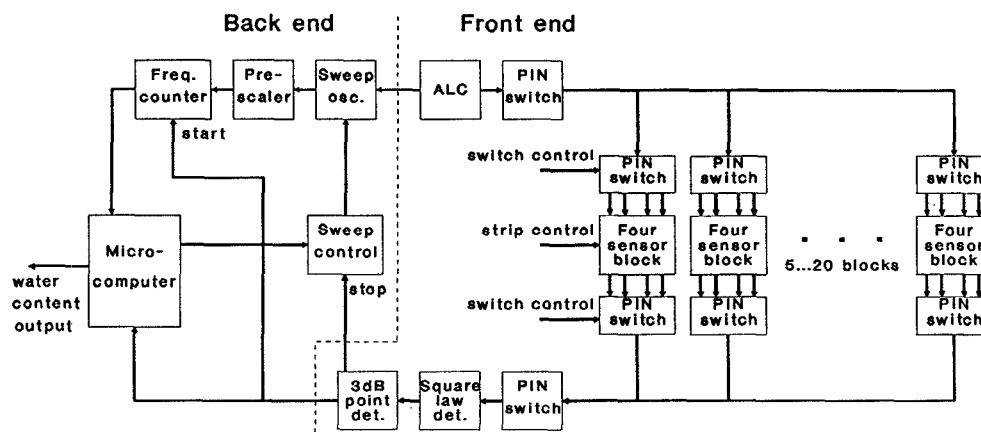 Back end
Front end
Freq.
counter
Pre-
scaler
Sweep
osc.
ALC
PIN
switch
start
switch control
PIN
switch
PIN
switch
PIN
switch
Micro-
computer
Sweep
control
strip control
Four
sensor
block
Four
sensor
block
. . .
5...20 blocks
Four
sensor
block
water
content
output
stop
switch control
PIN
switch
PIN
switch
PIN
switch
3dB
point
det.
Square
law
det.
PIN
switch